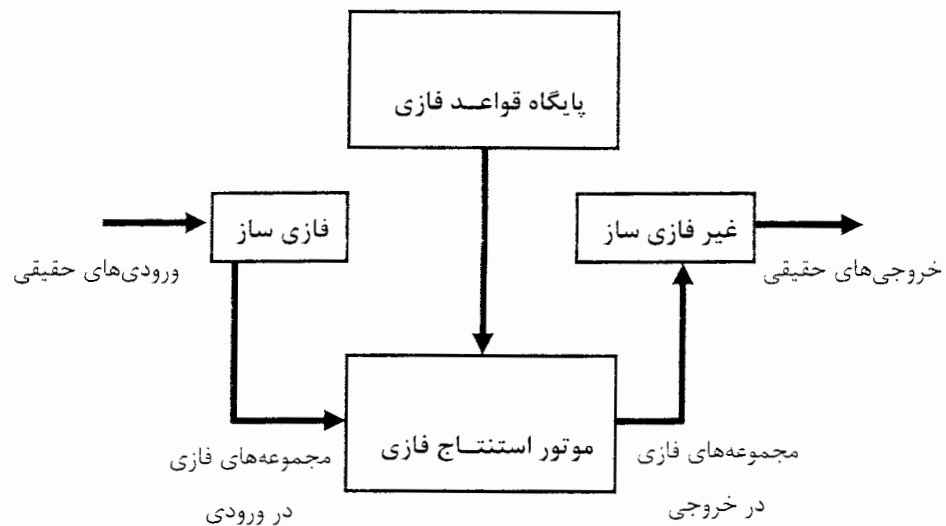 پایگاه قواعد فازی
فازی ساز
غیر فازی ساز
ورودی‌های حقیقی
خروجی‌های حقیقی
موتور استنتاج فازی
مجموعه‌های فازی
در ورودی
مجموعه‌های فازی
در خروجی